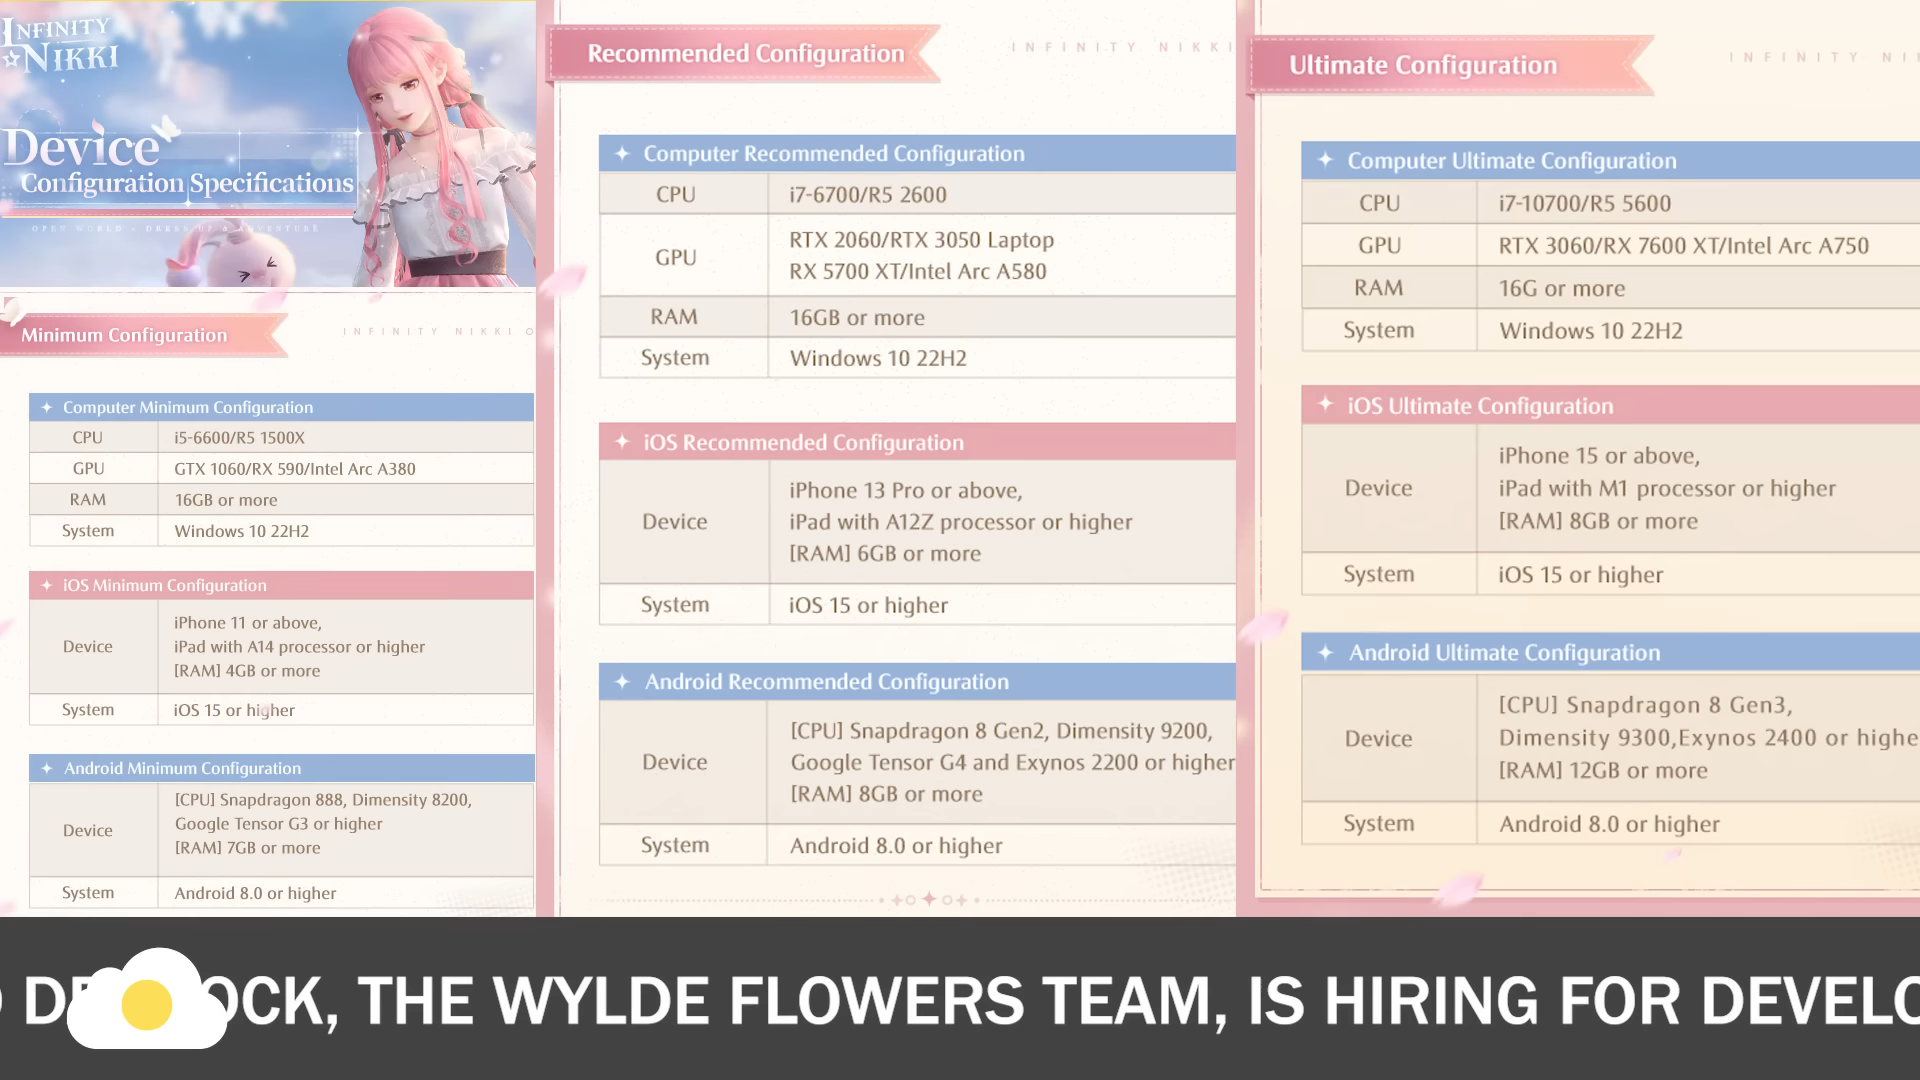 INFINITY
NIKKI
Device
Configuration Specifications
OPEN WORLD - DRESS UP & ADVENTURE
Minimum Configuration
INFINITY NIKKI
Computer Minimum Configuration
CPU i5-6600/R5 1500X
GPU GTX 1060/RX 590/Intel Arc A380
RAM 16GB or more
System Windows 10 22H2
iOS Minimum Configuration
Device iPhone 11 or above,
iPad with A14 processor or higher
[RAM] 4GB or more
System iOS 15 or higher
Android Minimum Configuration
Device [CPU] Snapdragon 888, Dimensity 8200,
Google Tensor G3 or higher
[RAM] 7GB or more
System Android 8.0 or higher
Recommended Configuration
INFINITY NIKKI
Computer Recommended Configuration
CPU i7-6700/R5 2600
GPU RTX 2060/RTX 3050 Laptop
RX 5700 XT/Intel Arc A580
RAM 16GB or more
System Windows 10 22H2
iOS Recommended Configuration
Device iPhone 13 Pro or above,
iPad with A12Z processor or higher
[RAM] 6GB or more
System iOS 15 or higher
Android Recommended Configuration
Device [CPU] Snapdragon 8 Gen2, Dimensity 9200,
Google Tensor G4 and Exynos 2200 or higher
[RAM] 8GB or more
System Android 8.0 or higher
Ultimate Configuration
INFINITY NI
Computer Ultimate Configuration
CPU i7-10700/R5 5600
GPU RTX 3060/RX 7600 XT/Intel Arc A750
RAM 16G or more
System Windows 10 22H2
iOS Ultimate Configuration
Device iPhone 15 or above,
iPad with M1 processor or higher
[RAM] 8GB or more
System iOS 15 or higher
Android Ultimate Configuration
Device [CPU] Snapdragon 8 Gen3,
Dimensity 9300,Exynos 2400 or highe
[RAM] 12GB or more
System Android 8.0 or higher
OCK, THE WYLDE FLOWERS TEAM, IS HIRING FOR DEVELO